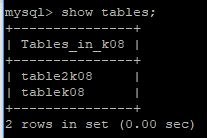 mysql> show tables;
+---------------+
| Tables_in_k08 |
+---------------+
| table2k08     |
| tablek08      |
+---------------+
2 rows in set (0.00 sec)